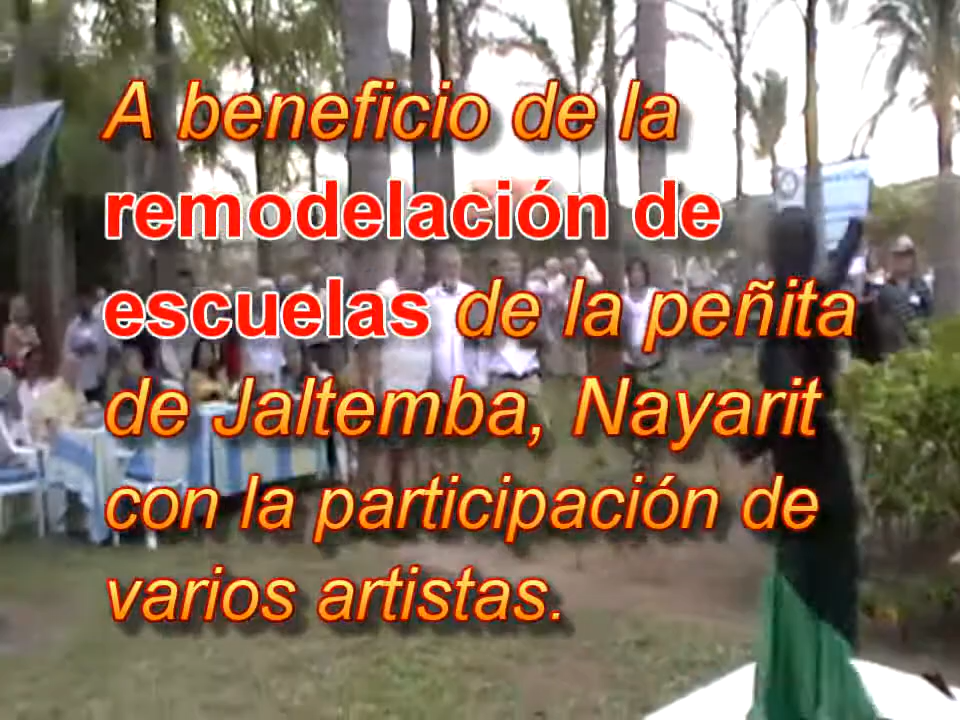 A beneficio de la
remodelación de
escuelas de la peñita
de Jaltemba, Nayarit
con la participación de
varios artistas.